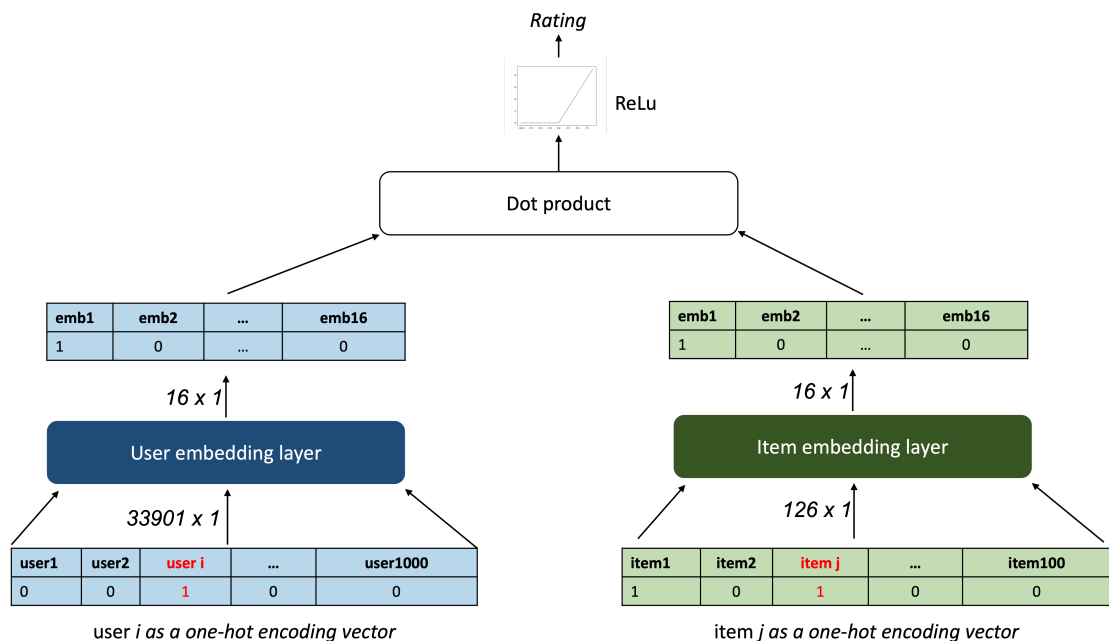 Rating
ReLu
Dot product
emb1 emb2 ... emb16
1 0 ... 0
emb1 emb2 ... emb16
1 0 ... 0
16 x 1
16 x 1
User embedding layer
Item embedding layer
33901 x 1
126 x 1
user1 user2 user i ... user1000
0 0 1 0 0
item1 item2 item j ... item100
1 0 1 0 0
user i as a one-hot encoding vector
item j as a one-hot encoding vector